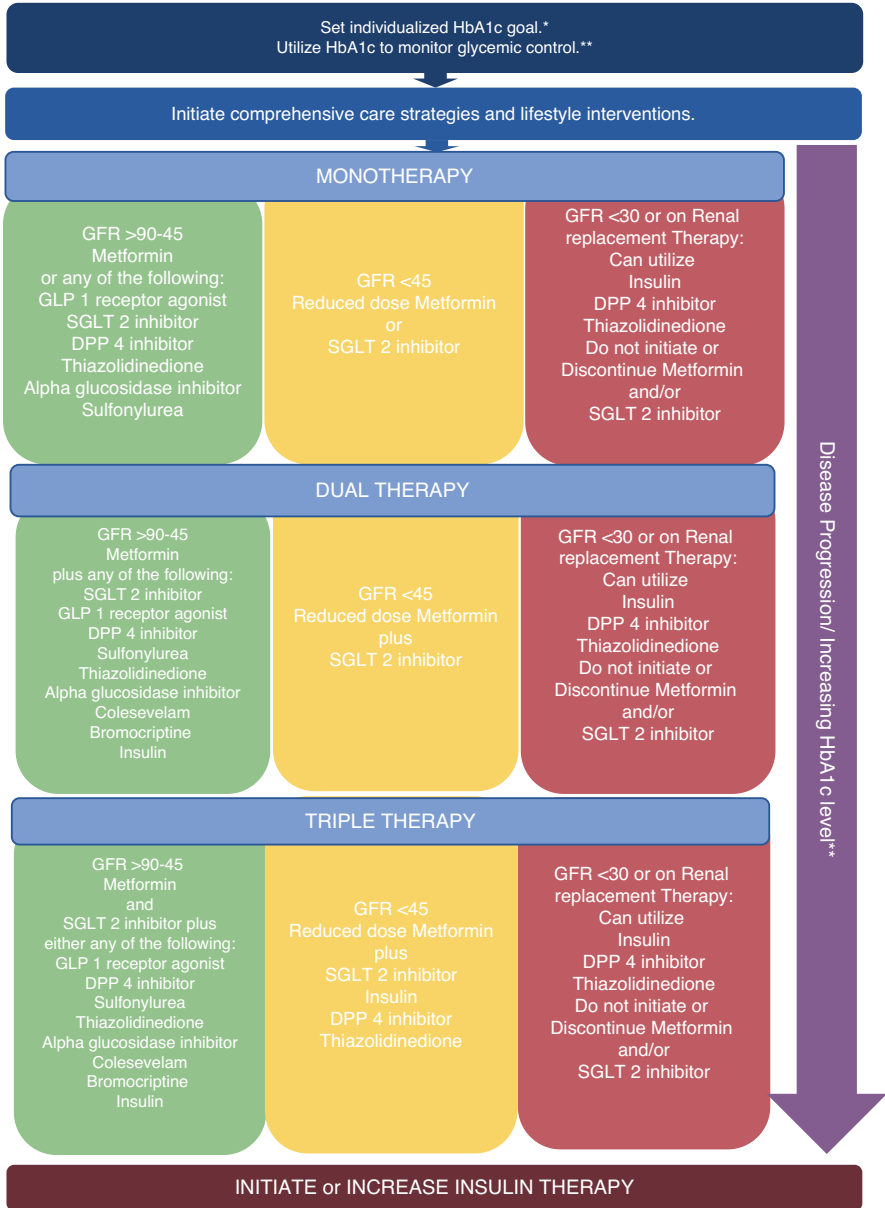 Set individualized HbA1c goal.*
Utilize HbA1c to monitor glycemic control.**
Initiate comprehensive care strategies and lifestyle interventions.
MONOTHERAPY
GFR >90-45
Metformin
or any of the following:
GLP 1 receptor agonist
SGLT 2 inhibitor
DPP 4 inhibitor
Thiazolidinedione
Alpha glucosidase inhibitor
Sulfonylurea
GFR <45
Reduced dose Metformin
or
SGLT 2 inhibitor
GFR <30 or on Renal
replacement Therapy:
Can utilize
Insulin
DPP 4 inhibitor
Thiazolidinedione
Do not initiate or
Discontinue Metformin
and/or
SGLT 2 inhibitor
DUAL THERAPY
GFR >90-45
Metformin
plus any of the following:
SGLT 2 inhibitor
GLP 1 receptor agonist
DPP 4 inhibitor
Sulfonylurea
Thiazolidinedione
Alpha glucosidase inhibitor
Colesevelam
Bromocriptine
Insulin
GFR <45
Reduced dose Metformin
plus
SGLT 2 inhibitor
GFR <30 or on Renal
replacement Therapy:
Can utilize
Insulin
DPP 4 inhibitor
Thiazolidinedione
Do not initiate or
Discontinue Metformin
and/or
SGLT 2 inhibitor
TRIPLE THERAPY
GFR >90-45
Metformin
and
SGLT 2 inhibitor plus
either any of the following:
GLP 1 receptor agonist
DPP 4 inhibitor
Sulfonylurea
Thiazolidinedione
Alpha glucosidase inhibitor
Colesevelam
Bromocriptine
Insulin
GFR <45
Reduced dose Metformin
plus
SGLT 2 inhibitor
Insulin
DPP 4 inhibitor
Thiazolidinedione
GFR <30 or on Renal
replacement Therapy:
Can utilize
Insulin
DPP 4 inhibitor
Thiazolidinedione
Do not initiate or
Discontinue Metformin
and/or
SGLT 2 inhibitor
Disease Progression/ Increasing HbA1c level**
INITIATE or INCREASE INSULIN THERAPY